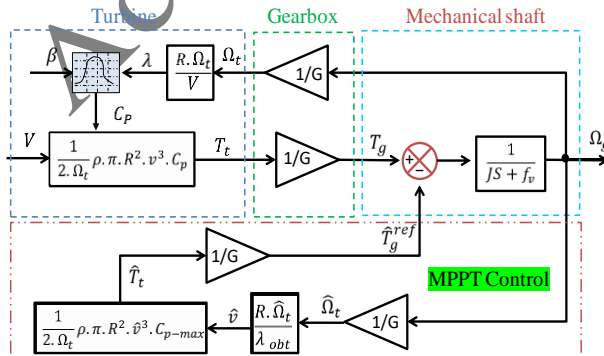 Turbine
Gearbox
Mechanical shaft
β
λ
R.Ω_t / V
Ω_t
1/G
C_P
V
1/(2.Ω_t) ρ.π.R².v³.C_p
T_t
1/G
T_g
+
−
1/(JS + f_v)
Ω_g
T̂_g^ref
1/G
MPPT Control
T̂_t
1/(2.Ω_t) ρ.π.R².v̂³.C_p−max
v̂
R.Ω̂_t / λ_obt
Ω̂_t
1/G